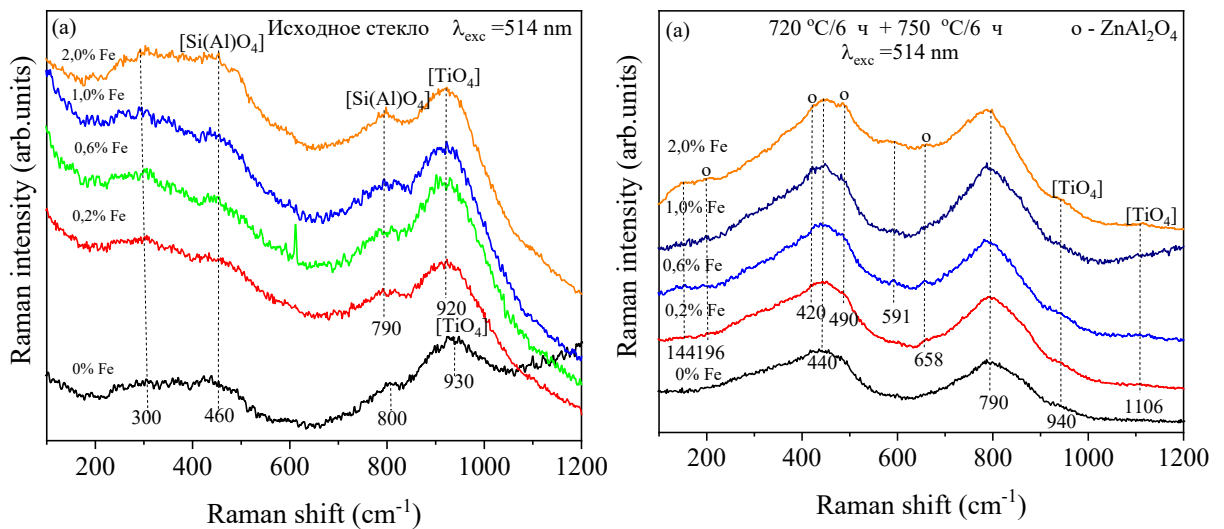 (a)
Исходное стекло
λexc =514 nm
[Si(Al)O4]
[TiO4]
[Si(Al)O4]
2,0% Fe
1,0% Fe
0,6% Fe
0,2% Fe
0% Fe
920
790
[TiO4]
930
300
460
800
200
400
600
800
1000
1200
Raman shift (cm-1)
Raman intensity (arb.units)
(a)
720 °C/6 ч + 750 °C/6 ч
o - ZnAl2O4
λexc =514 nm
o
o
o
o
2,0% Fe
[TiO4]
1,0% Fe
[TiO4]
0,6% Fe
0,2% Fe
420
490
591
144196
440
658
0% Fe
790
940
1106
200
400
600
800
1000
1200
Raman shift (cm-1)
Raman intensity (arb.units)